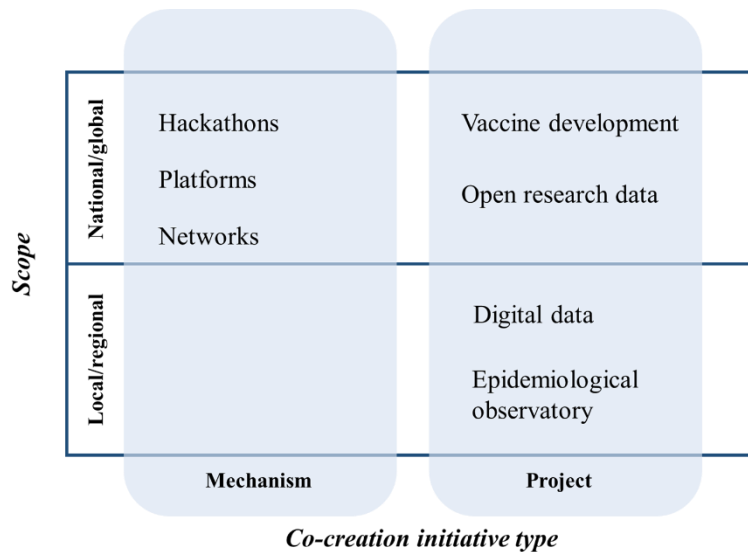 Scope
National/global
Hackathons
Platforms
Networks
Vaccine development
Open research data
Local/regional
Digital data
Epidemiological
observatory
Mechanism
Project
Co-creation initiative type